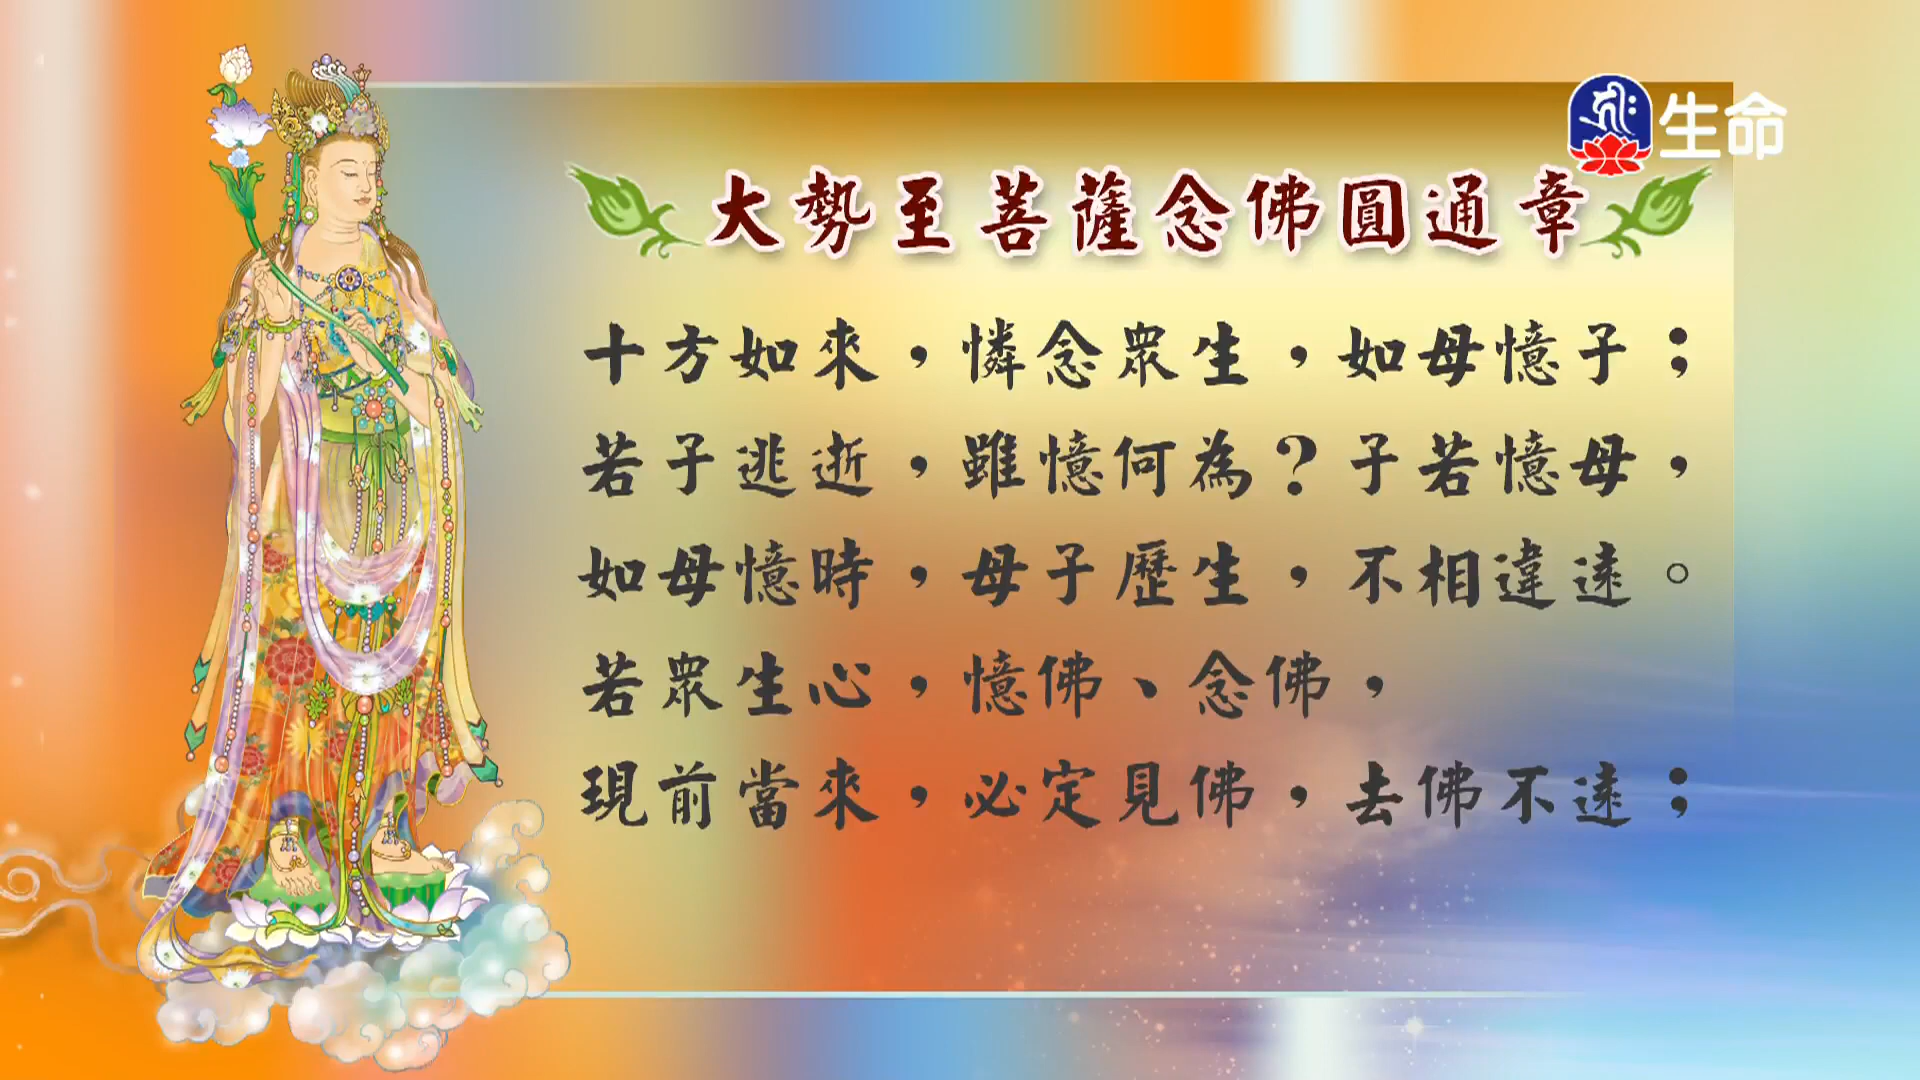 生命
大勢至菩薩念佛圓通章
十方如來，憐念眾生，如母憶子；
若子逃逝，雖憶何為？子若憶母，
如母憶時，母子歷生，不相違遠。
若眾生心，憶佛、念佛，
現前當來，必定見佛，去佛不遠；